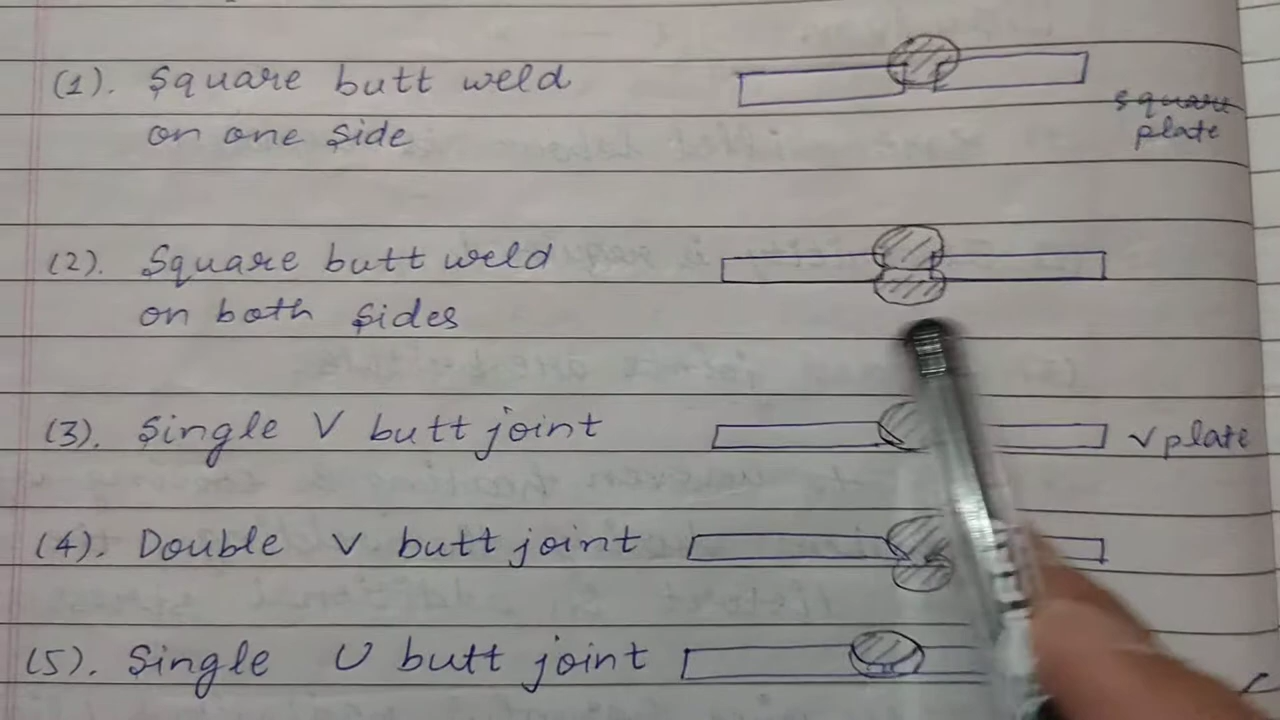 (1). Square butt weld
on one side
plate
(2). Square butt weld
on both sides
(3). Single V butt joint
V plate
(4). Double V butt joint
(5). Single U butt joint